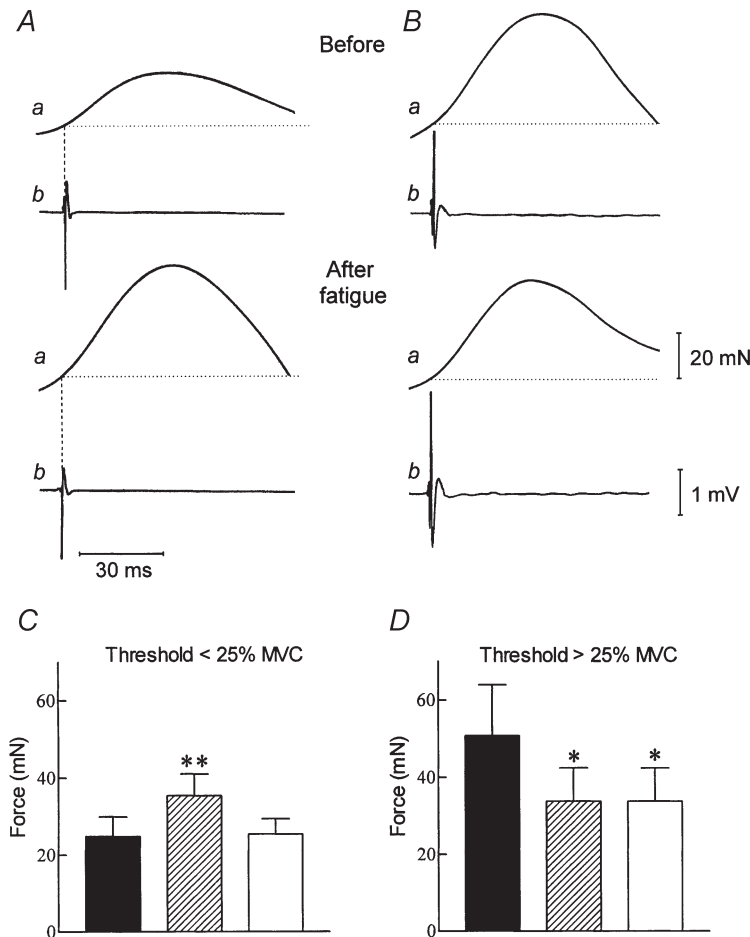 A
B
Before
a
a
b
b
After
fatigue
a
a
20 mN
b
b
1 mV
30 ms
C
D
Threshold < 25% MVC
Threshold > 25% MVC
60
40
20
0
Force (mN)
**
60
40
20
0
Force (mN)
*
*